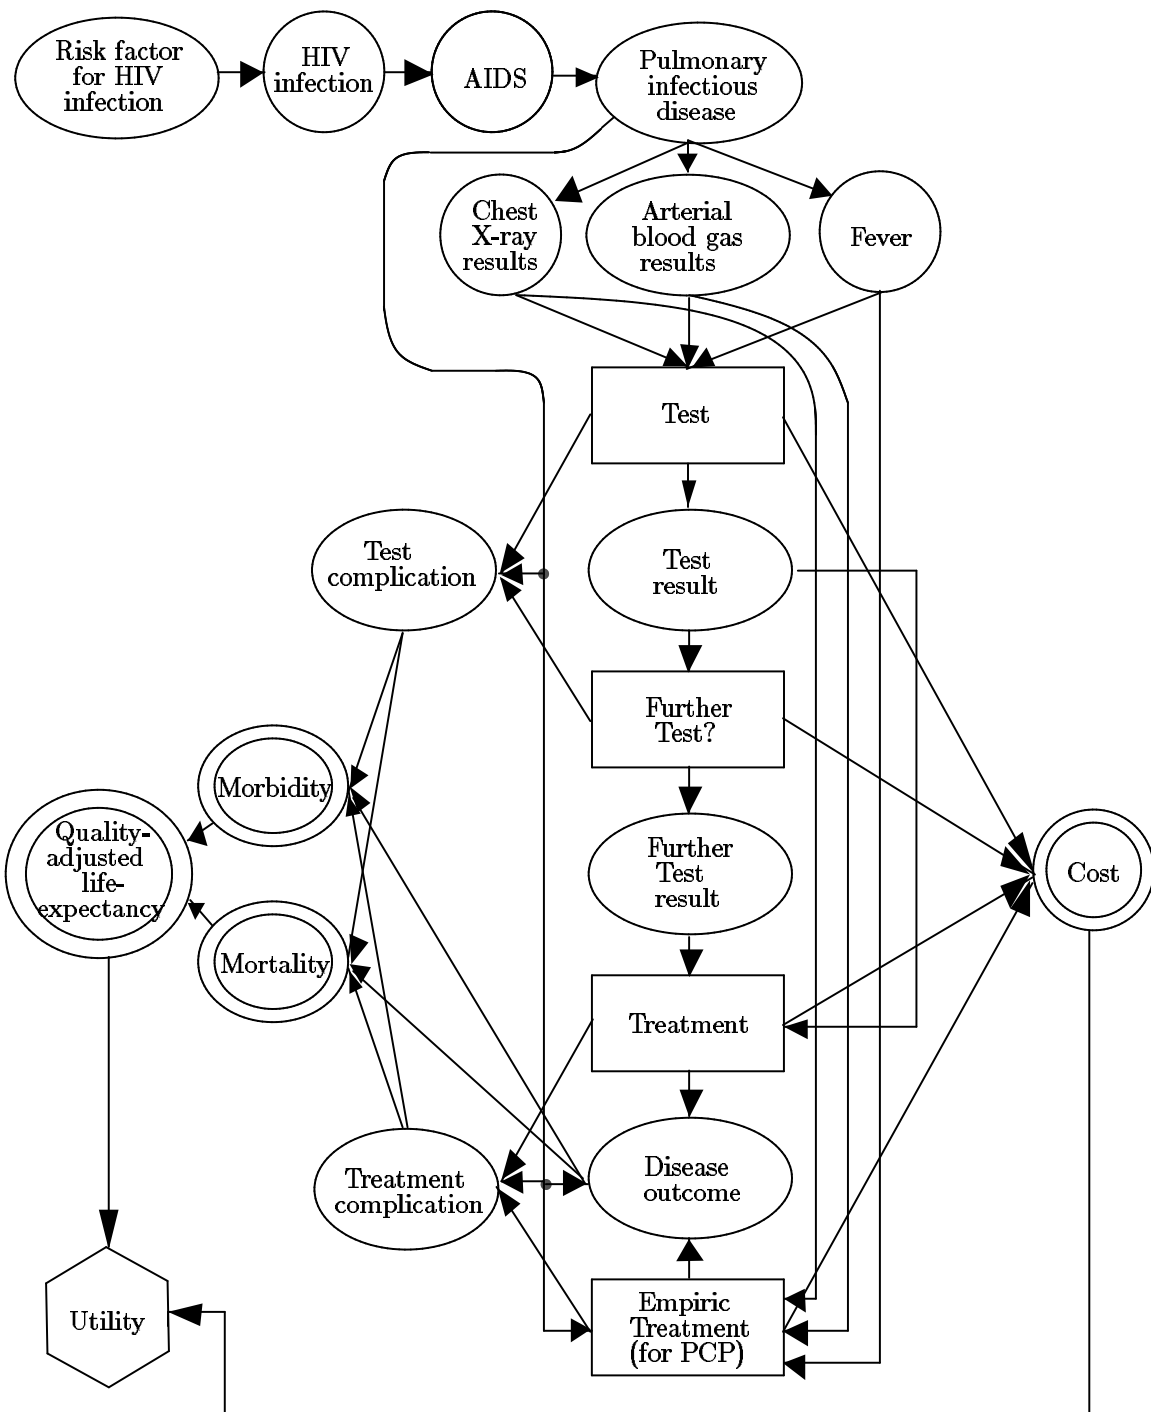 Risk factor
for HIV
infection
HIV
infection
AIDS
Pulmonary
infectious
disease
Chest
X-ray
results
Arterial
blood gas
results
Fever
Test
Test
complication
Test
result
Further
Test?
Morbidity
Quality-
adjusted
life-
expectancy
Further
Test
result
Cost
Mortality
Treatment
Treatment
complication
Disease
outcome
Utility
Empiric
Treatment
(for PCP)